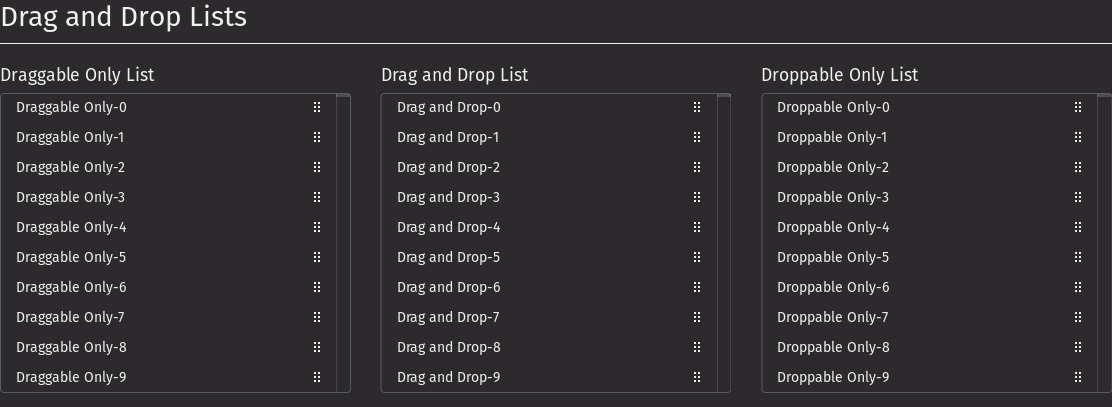 Drag and Drop Lists
Draggable Only List
Draggable Only-0
Draggable Only-1
Draggable Only-2
Draggable Only-3
Draggable Only-4
Draggable Only-5
Draggable Only-6
Draggable Only-7
Draggable Only-8
Draggable Only-9
Drag and Drop List
Drag and Drop-0
Drag and Drop-1
Drag and Drop-2
Drag and Drop-3
Drag and Drop-4
Drag and Drop-5
Drag and Drop-6
Drag and Drop-7
Drag and Drop-8
Drag and Drop-9
Droppable Only List
Droppable Only-0
Droppable Only-1
Droppable Only-2
Droppable Only-3
Droppable Only-4
Droppable Only-5
Droppable Only-6
Droppable Only-7
Droppable Only-8
Droppable Only-9